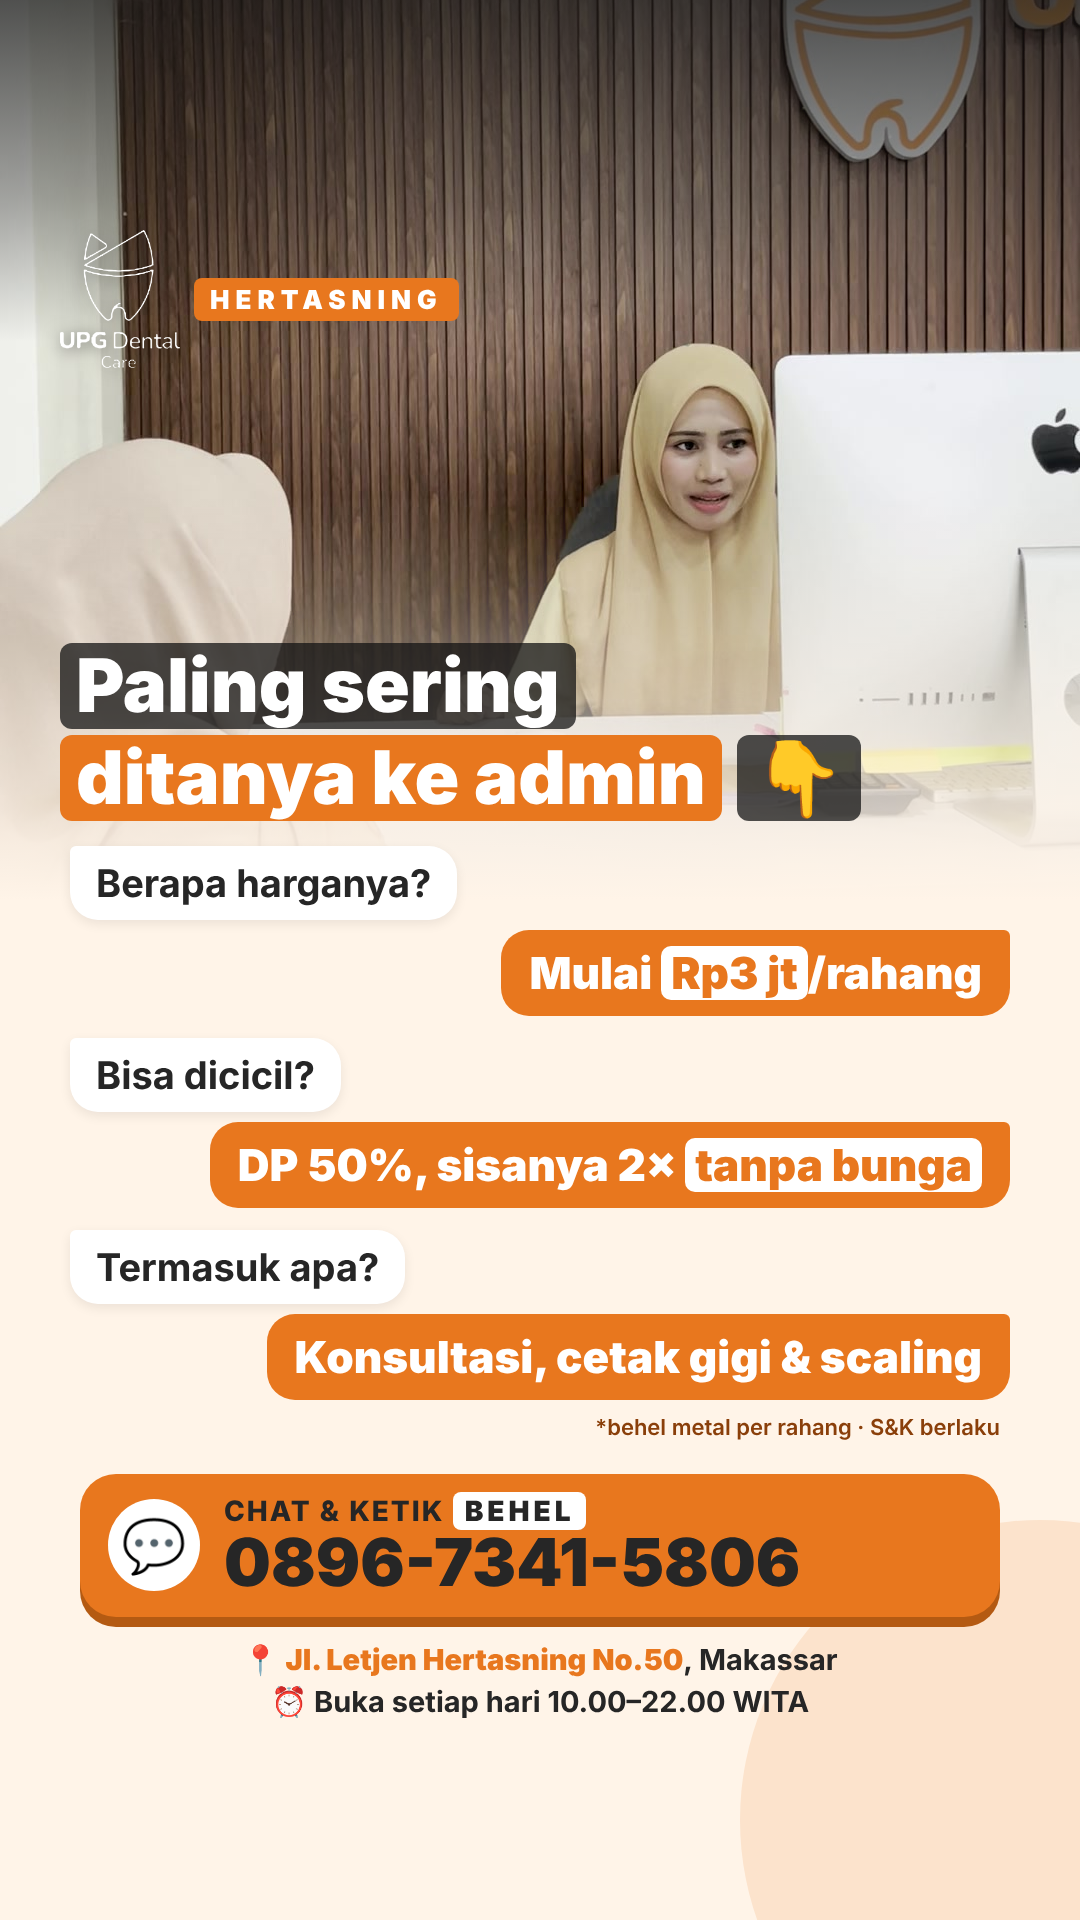 UPG Dental
Care
HERTASNING
Paling sering
ditanya ke admin 👇
Berapa harganya?
Mulai Rp3 jt/rahang
Bisa dicicil?
DP 50%, sisanya 2× tanpa bunga
Termasuk apa?
Konsultasi, cetak gigi & scaling
*behel metal per rahang · S&K berlaku
CHAT & KETIK BEHEL
0896-7341-5806
📍 Jl. Letjen Hertasning No.50, Makassar
⏰ Buka setiap hari 10.00–22.00 WITA